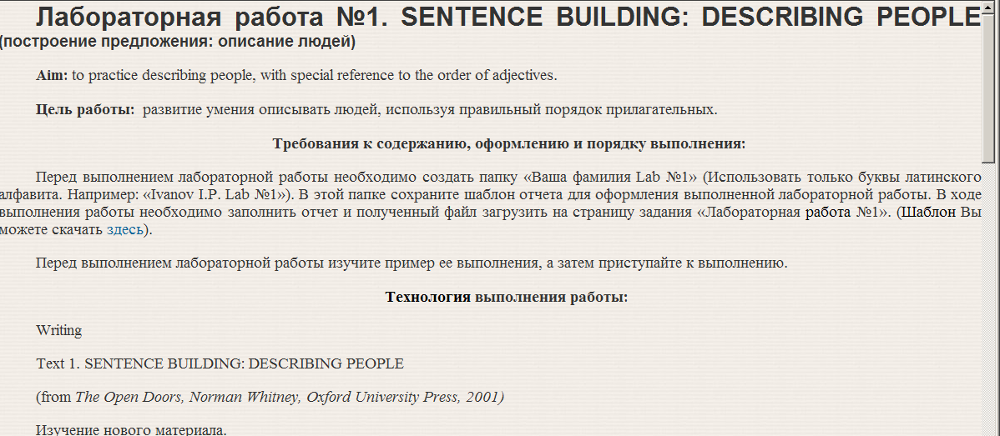 Лабораторная работа №1. SENTENCE BUILDING: DESCRIBING PEOPLE
(построение предложения: описание людей)
Aim: to practice describing people, with special reference to the order of adjectives.
Цель работы: развитие умения описывать людей, используя правильный порядок прилагательных.
Требования к содержанию, оформлению и порядку выполнения:
Перед выполнением лабораторной работы необходимо создать папку «Ваша фамилия Lab №1» (Использовать только буквы латинского
алфавита. Например: «Ivanov I.P. Lab №1»). В этой папке сохраните шаблон отчета для оформления выполненной лабораторной работы. В ходе
выполнения работы необходимо заполнить отчет и полученный файл загрузить на страницу задания «Лабораторная работа №1». (Шаблон Вы
можете скачать здесь).
Перед выполнением лабораторной работы изучите пример ее выполнения, а затем приступайте к выполнению.
Технология выполнения работы:
Writing
Text 1. SENTENCE BUILDING: DESCRIBING PEOPLE
(from The Open Doors, Norman Whitney, Oxford University Press, 2001)
Изучение нового материала.